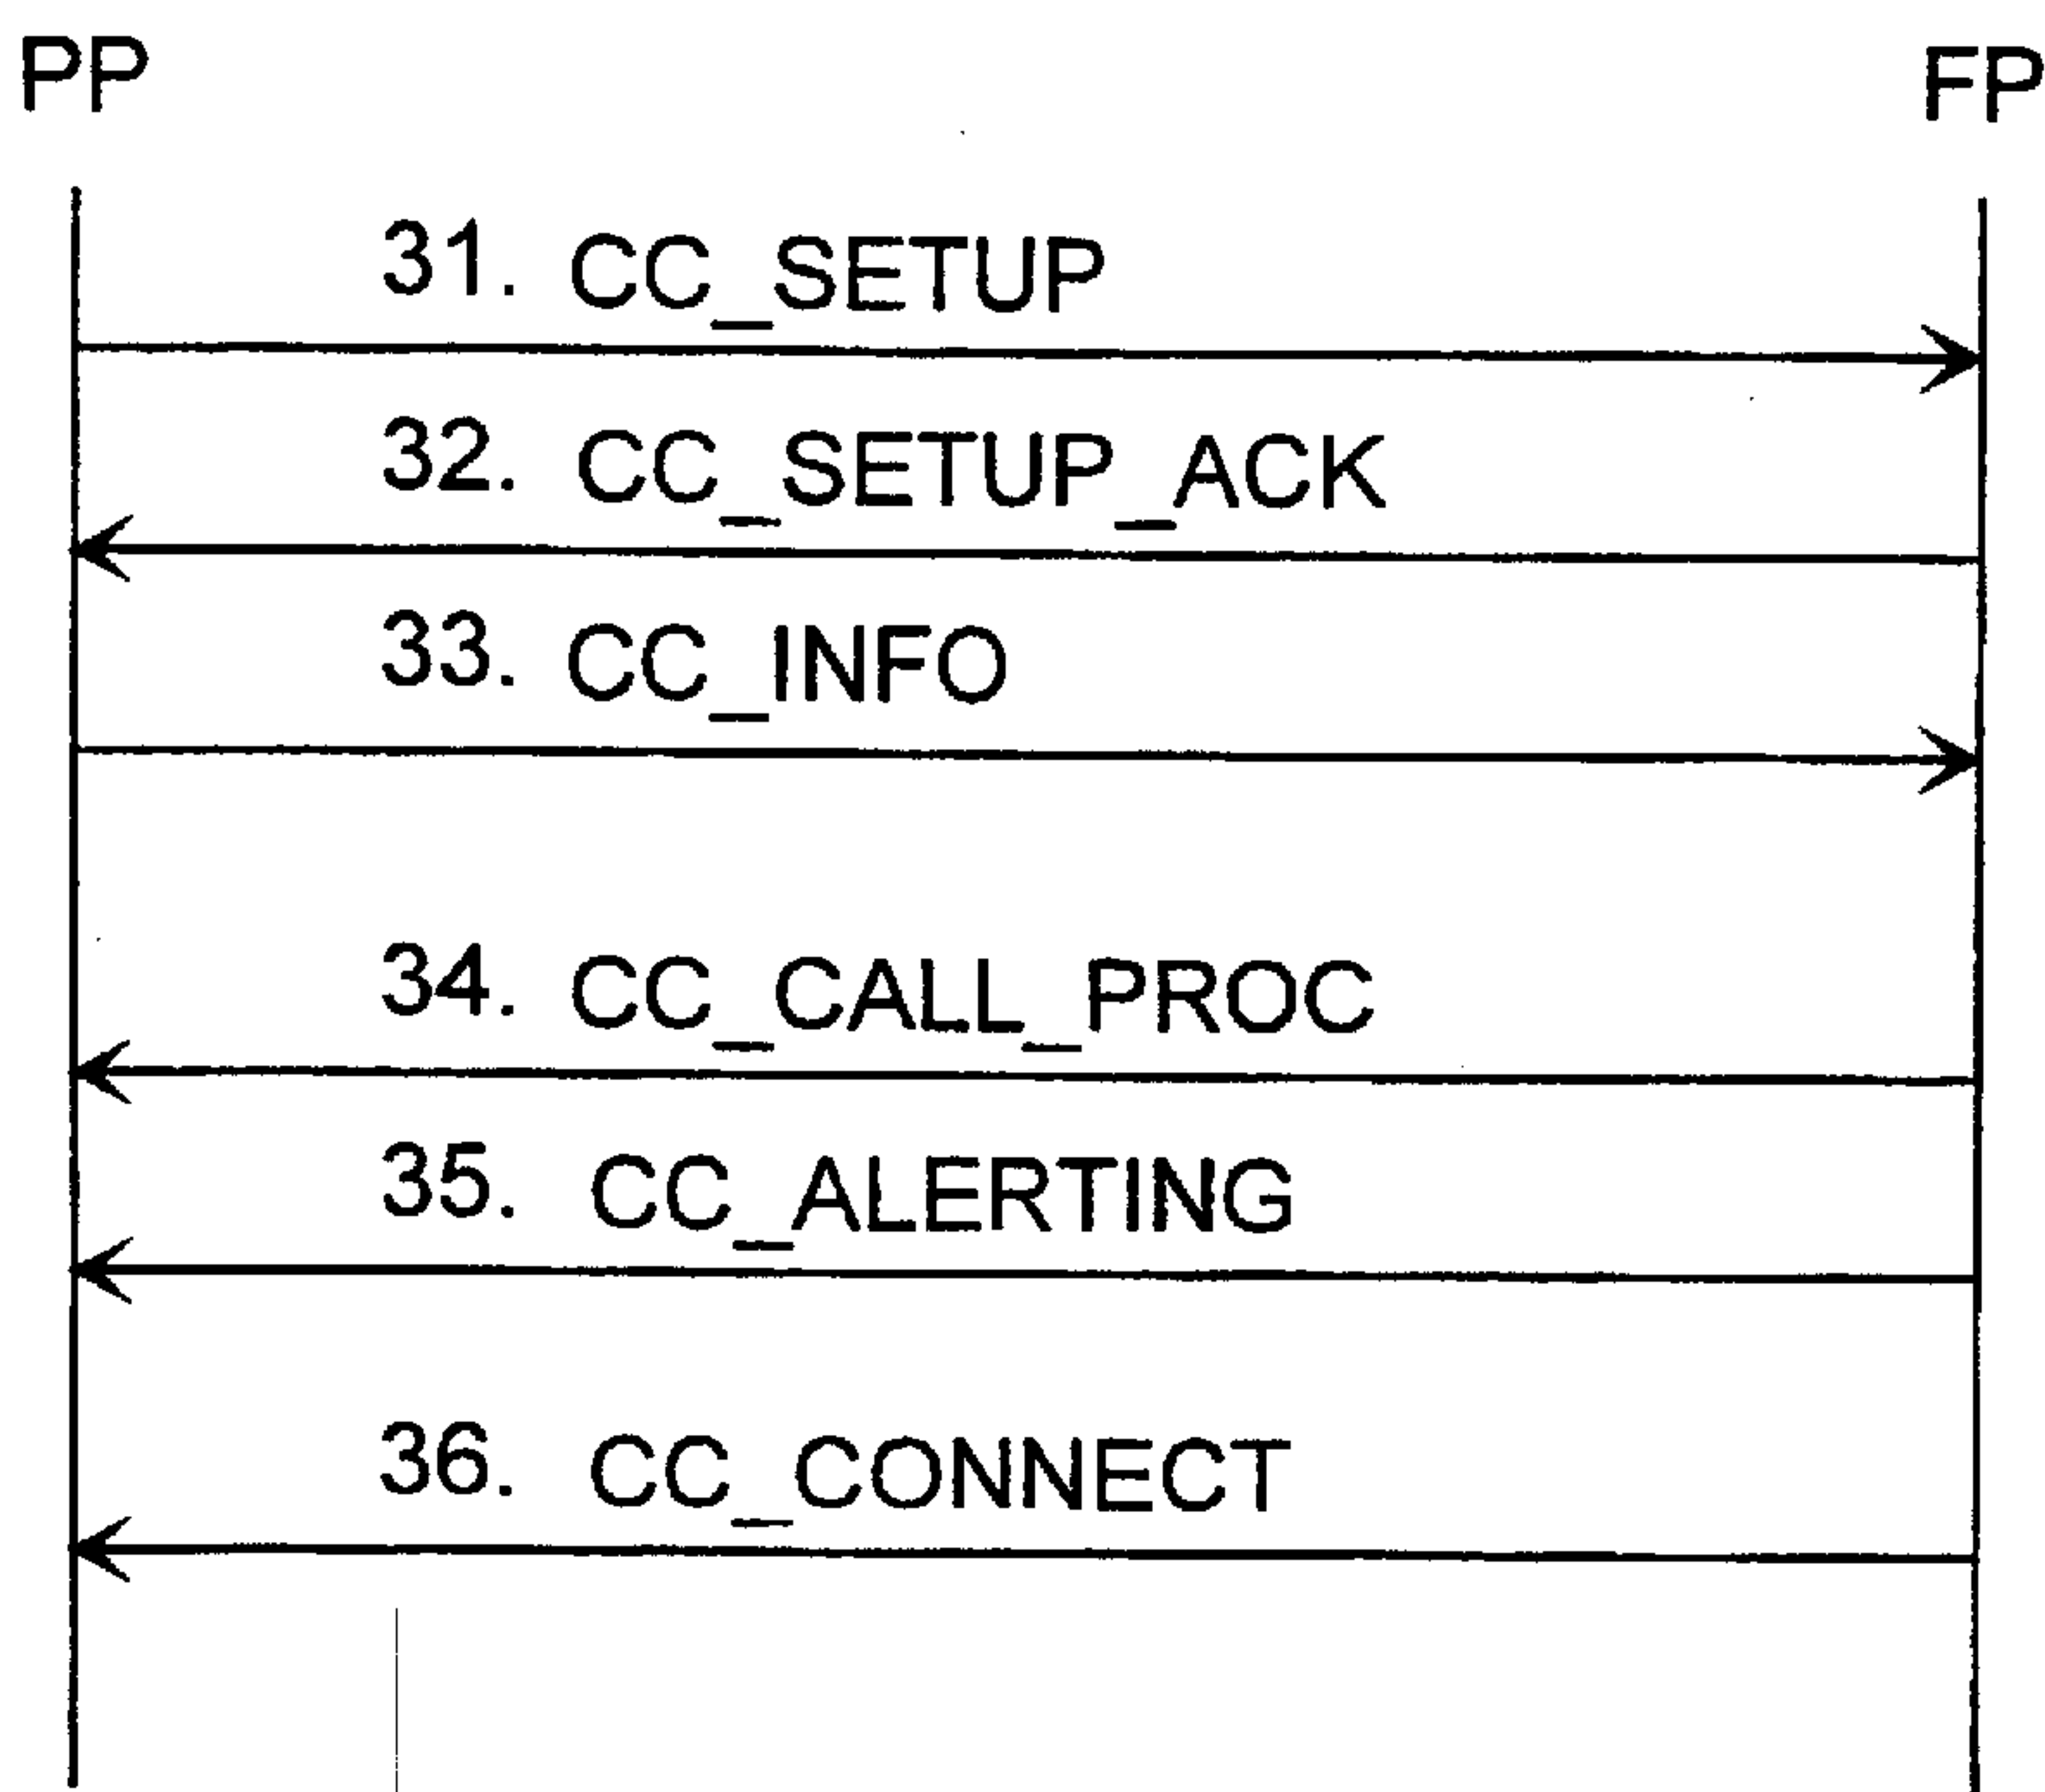 PP FP
31. CC_SETUP
32. CC_SETUP_ACK
33. CC_INFO
34. CC_CALL_PROC
35. CC_ALERTING
36. CC_CONNECT